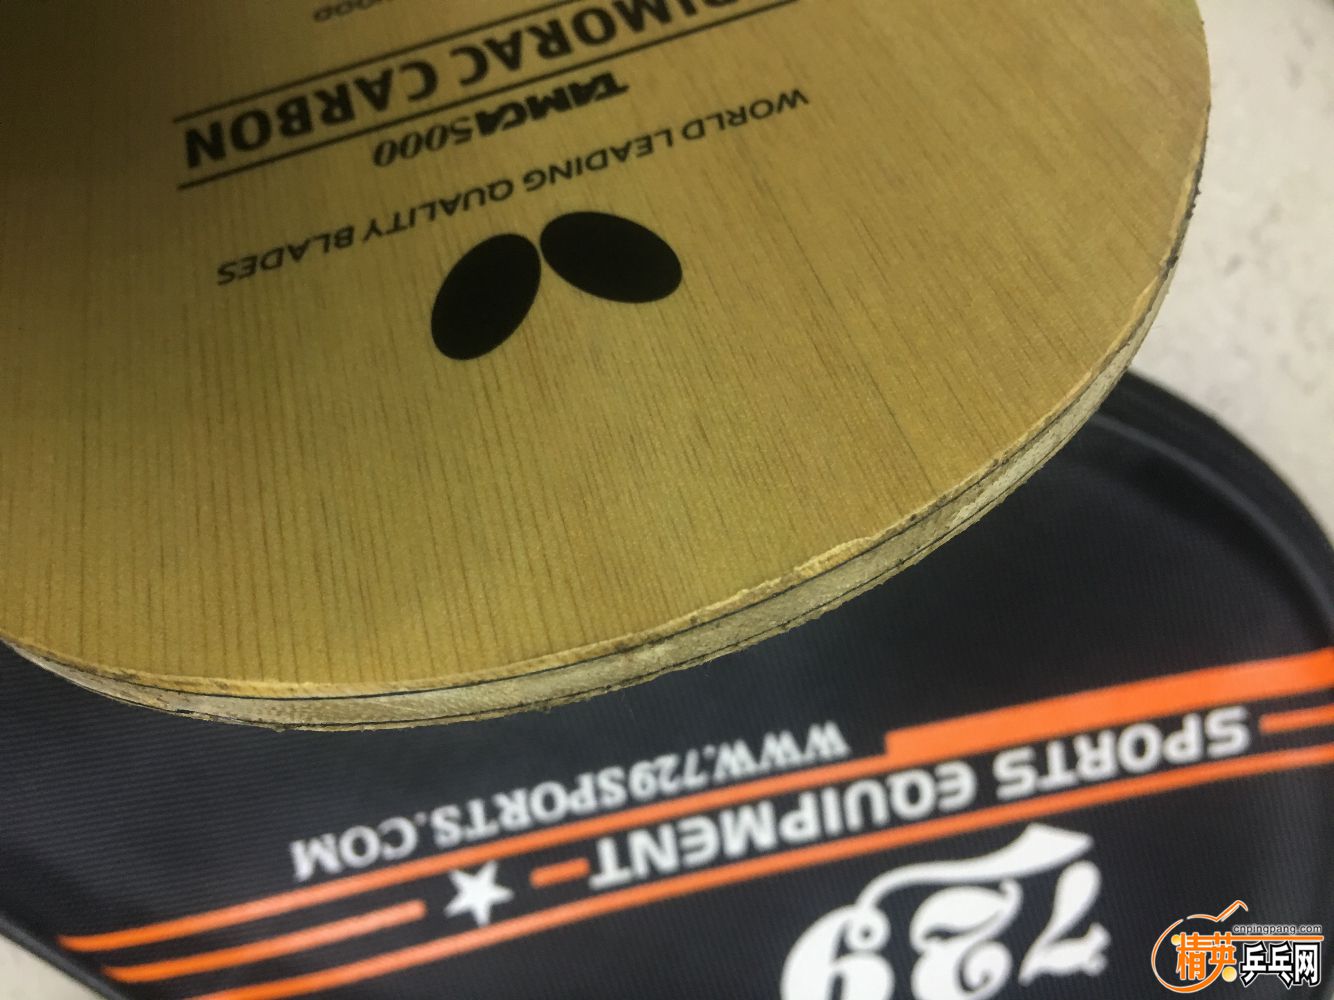 WOOD
PRIMORAC CARBON
TAMCA5000
WORLD LEADING QUALITY BLADES
WWW.729SPORTS.COM
SPORTS EQUIPMENT
729
cnpingpang.com
精英乒乓网